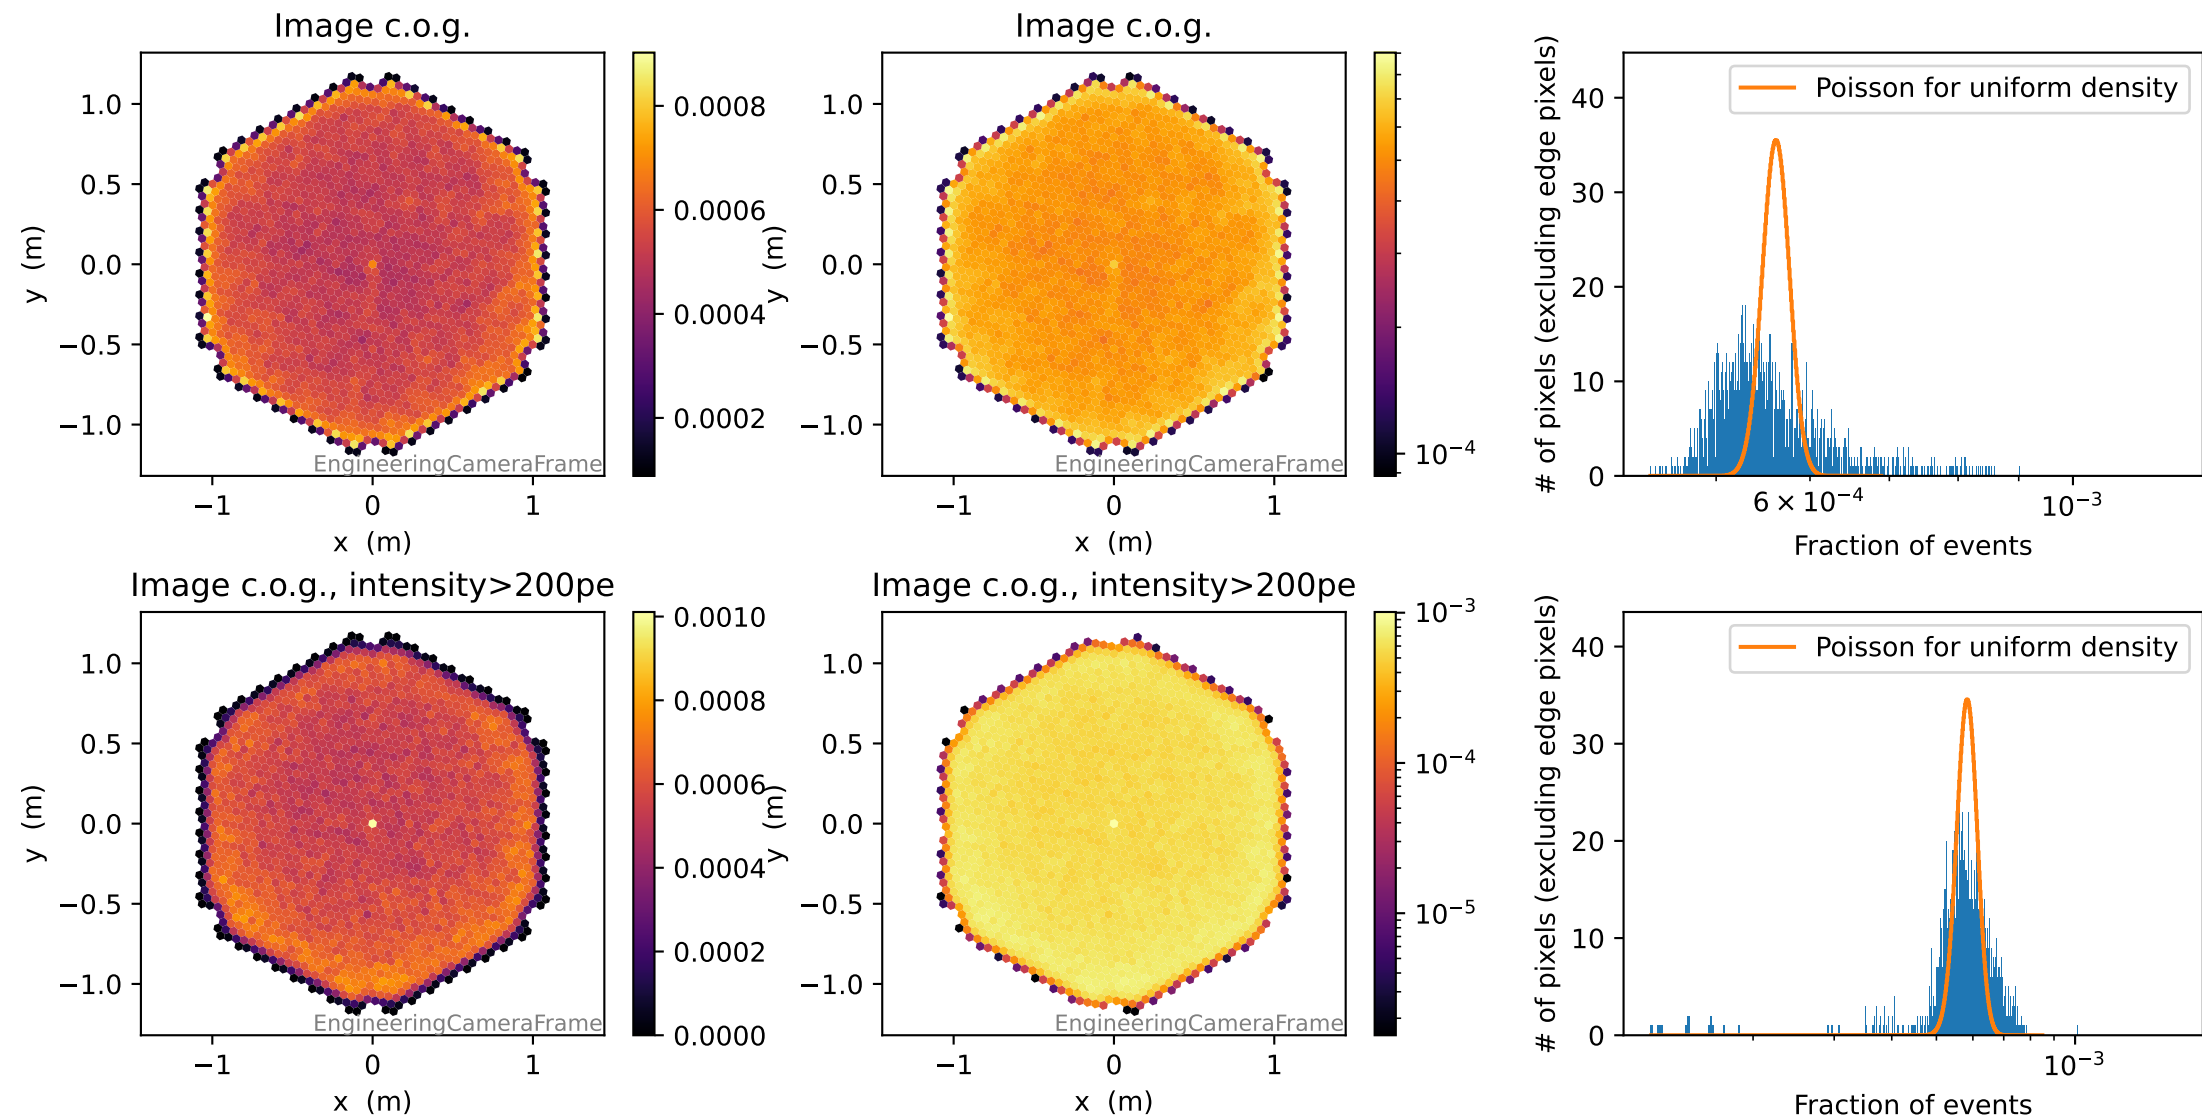 Image c.o.g.
1.0
0.5
0.0
−0.5
−1.0
y (m)
−1 0 1
x (m)
EngineeringCameraFrame
0.0008
0.0006
0.0004
0.0002
Image c.o.g.
1.0
0.5
0.0
−0.5
−1.0
y (m)
−1 0 1
x (m)
EngineeringCameraFrame
10⁻⁴
# of pixels (excluding edge pixels)
40
30
20
10
0
Poisson for uniform density
6 × 10⁻⁴ 10⁻³
Fraction of events
Image c.o.g., intensity>200pe
1.0
0.5
0.0
−0.5
−1.0
y (m)
−1 0 1
x (m)
EngineeringCameraFrame
0.0010
0.0008
0.0006
0.0004
0.0002
0.0000
Image c.o.g., intensity>200pe
1.0
0.5
0.0
−0.5
−1.0
y (m)
−1 0 1
x (m)
EngineeringCameraFrame
10⁻³
10⁻⁴
10⁻⁵
# of pixels (excluding edge pixels)
40
30
20
10
0
Poisson for uniform density
10⁻³
Fraction of events